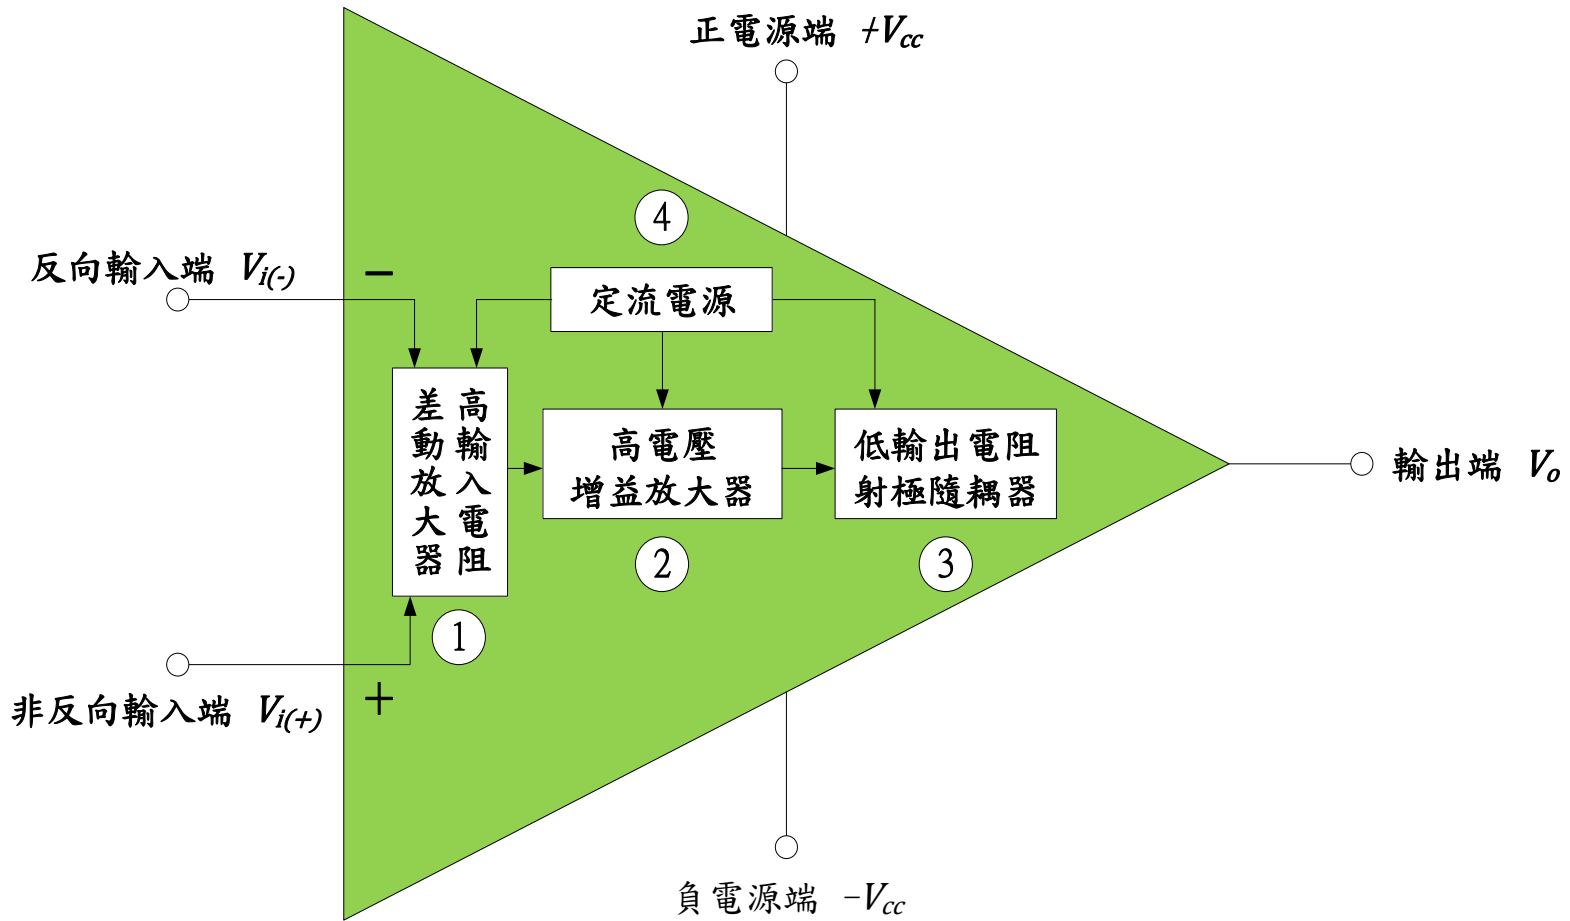 正電源端 +Vcc
④
反向輸入端 Vi(-)
−
定流電源
高輸入電阻
差動放大器
高電壓
增益放大器
低輸出電阻
射極隨耦器
輸出端 Vo
②
③
①
非反向輸入端 Vi(+)
+
負電源端 −Vcc